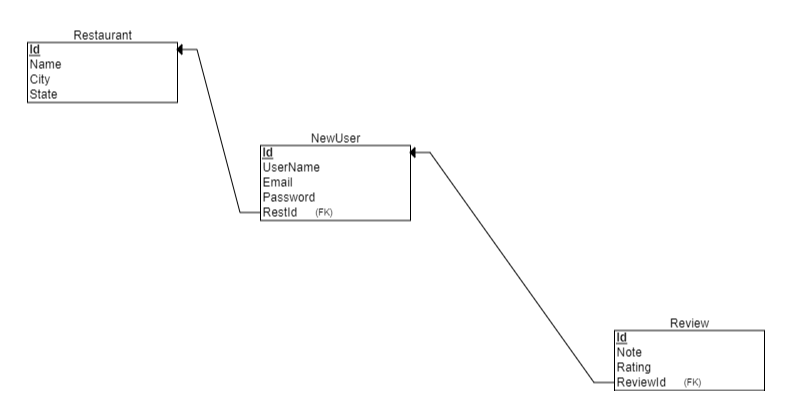 Restaurant
Id
Name
City
State
NewUser
Id
UserName
Email
Password
RestId (FK)
Review
Id
Note
Rating
ReviewId (FK)